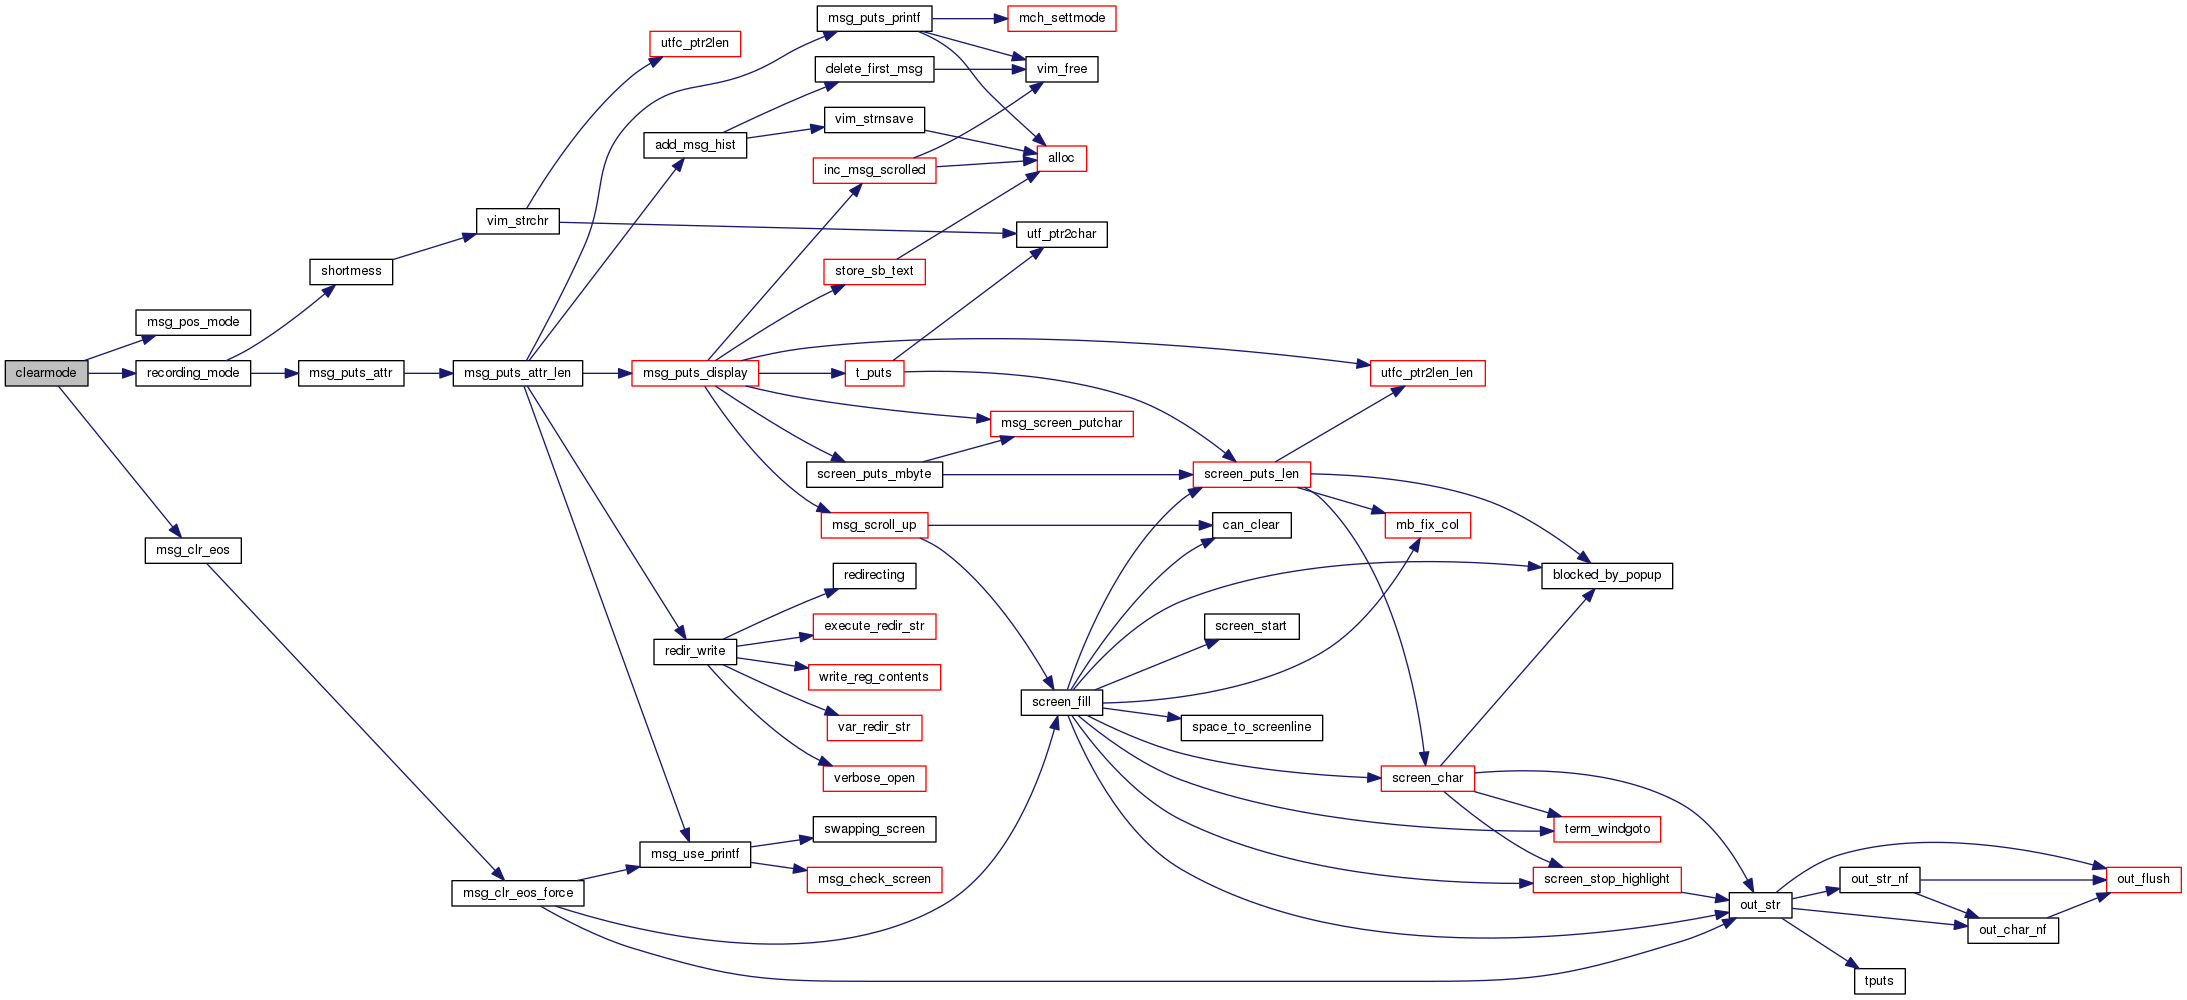 msg_puts_printf
mch_settmode
utfc_ptr2len
delete_first_msg
vim_free
vim_strnsave
add_msg_hist
alloc
inc_msg_scrolled
vim_strchr
utf_ptr2char
shortmess
store_sb_text
msg_pos_mode
clearmode
recording_mode
msg_puts_attr
msg_puts_attr_len
msg_puts_display
t_puts
utfc_ptr2len_len
msg_screen_putchar
screen_puts_mbyte
screen_puts_len
msg_scroll_up
can_clear
mb_fix_col
msg_clr_eos
redirecting
blocked_by_popup
execute_redir_str
screen_start
redir_write
write_reg_contents
screen_fill
var_redir_str
space_to_screenline
verbose_open
screen_char
swapping_screen
term_windgoto
msg_use_printf
msg_check_screen
screen_stop_highlight
out_str_nf
out_flush
msg_clr_eos_force
out_str
out_char_nf
tputs